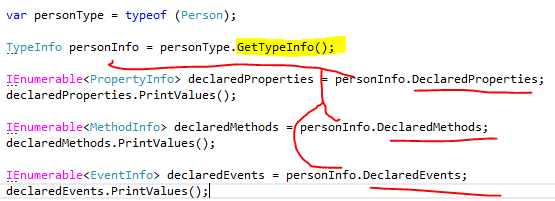 var personType = typeof (Person);
TypeInfo personInfo = personType.GetTypeInfo();
IEnumerable<PropertyInfo> declaredProperties = personInfo.DeclaredProperties;
declaredProperties.PrintValues();
IEnumerable<MethodInfo> declaredMethods = personInfo.DeclaredMethods;
declaredMethods.PrintValues();
IEnumerable<EventInfo> declaredEvents = personInfo.DeclaredEvents;
declaredEvents.PrintValues();